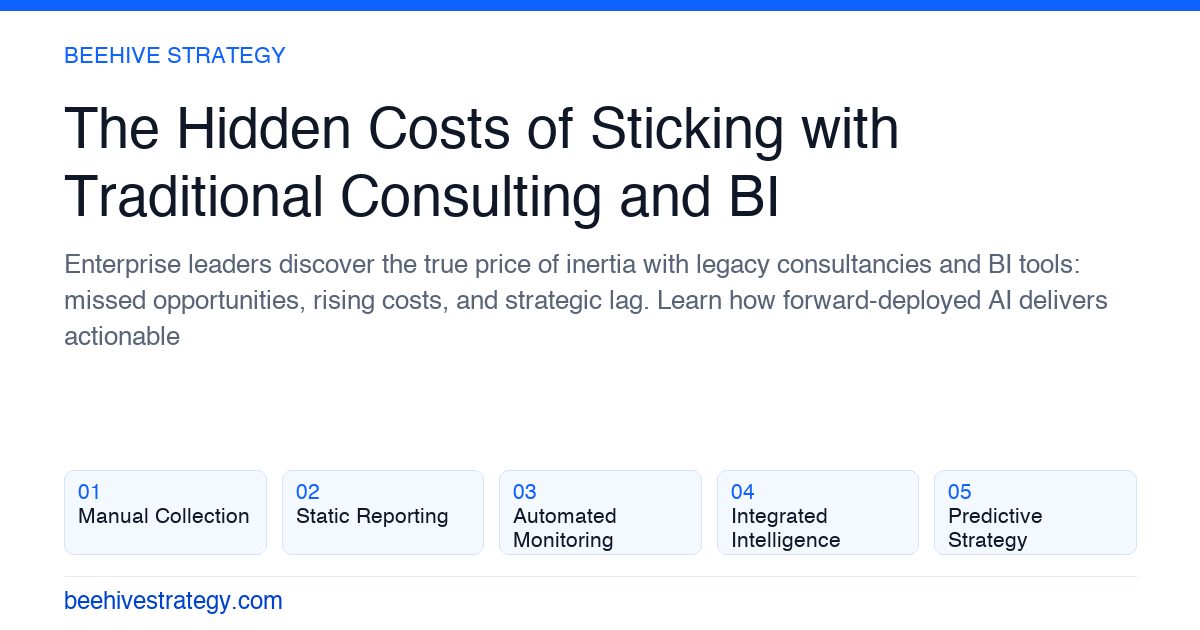 BEEHIVE STRATEGY
The Hidden Costs of Sticking with
Traditional Consulting and BI
Enterprise leaders discover the true price of inertia with legacy consultancies and BI tools:
missed opportunities, rising costs, and strategic lag. Learn how forward-deployed AI delivers
actionable
01
Manual Collection
02
Static Reporting
03
Automated
Monitoring
04
Integrated
Intelligence
05
Predictive
Strategy
beehivestrategy.com